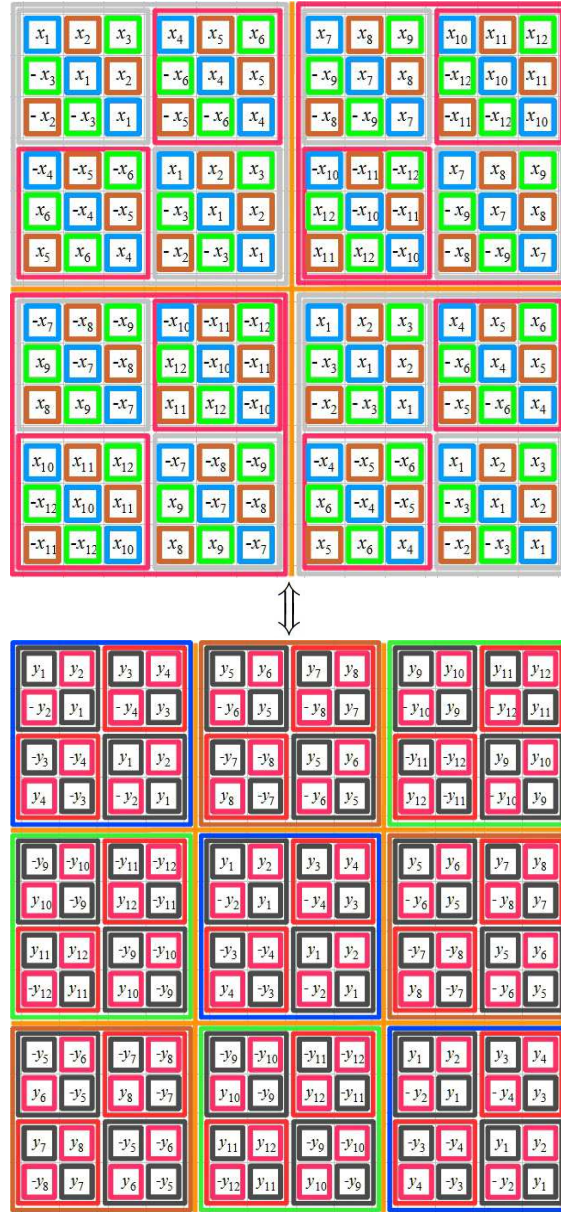 x₁ x₂ x₃ x₄ x₅ x₆ x₇ x₈ x₉ x₁₀ x₁₁ x₁₂
- x₃ x₁ x₂ - x₆ x₄ x₅ - x₉ x₇ x₈ -x₁₂ x₁₀ x₁₁
- x₂ - x₃ x₁ - x₅ - x₆ x₄ - x₈ - x₉ x₇ -x₁₁ -x₁₂ x₁₀
-x₄ -x₅ -x₆ x₁ x₂ x₃ -x₁₀ -x₁₁ -x₁₂ x₇ x₈ x₉
x₆ -x₄ -x₅ - x₃ x₁ x₂ x₁₂ -x₁₀ -x₁₁ - x₉ x₇ x₈
x₅ x₆ x₄ - x₂ - x₃ x₁ x₁₁ x₁₂ -x₁₀ - x₈ - x₉ x₇
-x₇ -x₈ -x₉ -x₁₀ -x₁₁ -x₁₂ x₁ x₂ x₃ x₄ x₅ x₆
x₉ -x₇ -x₈ x₁₂ -x₁₀ -x₁₁ - x₃ x₁ x₂ - x₆ x₄ x₅
x₈ x₉ -x₇ x₁₁ x₁₂ -x₁₀ - x₂ - x₃ x₁ - x₅ - x₆ x₄
x₁₀ x₁₁ x₁₂ -x₇ -x₈ -x₉ -x₄ -x₅ -x₆ x₁ x₂ x₃
-x₁₂ x₁₀ x₁₁ x₉ -x₇ -x₈ x₆ -x₄ -x₅ - x₃ x₁ x₂
-x₁₁ -x₁₂ x₁₀ x₈ x₉ -x₇ x₅ x₆ x₄ - x₂ - x₃ x₁
⇕
y₁ y₂ y₃ y₄ y₅ y₆ y₇ y₈ y₉ y₁₀ y₁₁ y₁₂
- y₂ y₁ - y₄ y₃ - y₆ y₅ - y₈ y₇ - y₁₀ y₉ - y₁₂ y₁₁
-y₃ -y₄ y₁ y₂ -y₇ -y₈ y₅ y₆ -y₁₁ -y₁₂ y₉ y₁₀
y₄ -y₃ - y₂ y₁ y₈ -y₇ - y₆ y₅ y₁₂ -y₁₁ - y₁₀ y₉
-y₉ -y₁₀ -y₁₁ -y₁₂ y₁ y₂ y₃ y₄ y₅ y₆ y₇ y₈
y₁₀ -y₉ y₁₂ -y₁₁ - y₂ y₁ - y₄ y₃ - y₆ y₅ - y₈ y₇
y₁₁ y₁₂ -y₉ -y₁₀ -y₃ -y₄ y₁ y₂ -y₇ -y₈ y₅ y₆
-y₁₂ y₁₁ y₁₀ -y₉ y₄ -y₃ - y₂ y₁ y₈ -y₇ - y₆ y₅
-y₅ -y₆ -y₇ -y₈ -y₉ -y₁₀ -y₁₁ -y₁₂ y₁ y₂ y₃ y₄
y₆ -y₅ y₈ -y₇ y₁₀ -y₉ y₁₂ -y₁₁ - y₂ y₁ - y₄ y₃
y₇ y₈ -y₅ -y₆ y₁₁ y₁₂ -y₉ -y₁₀ -y₃ -y₄ y₁ y₂
-y₈ y₇ y₆ -y₅ -y₁₂ y₁₁ y₁₀ -y₉ y₄ -y₃ - y₂ y₁